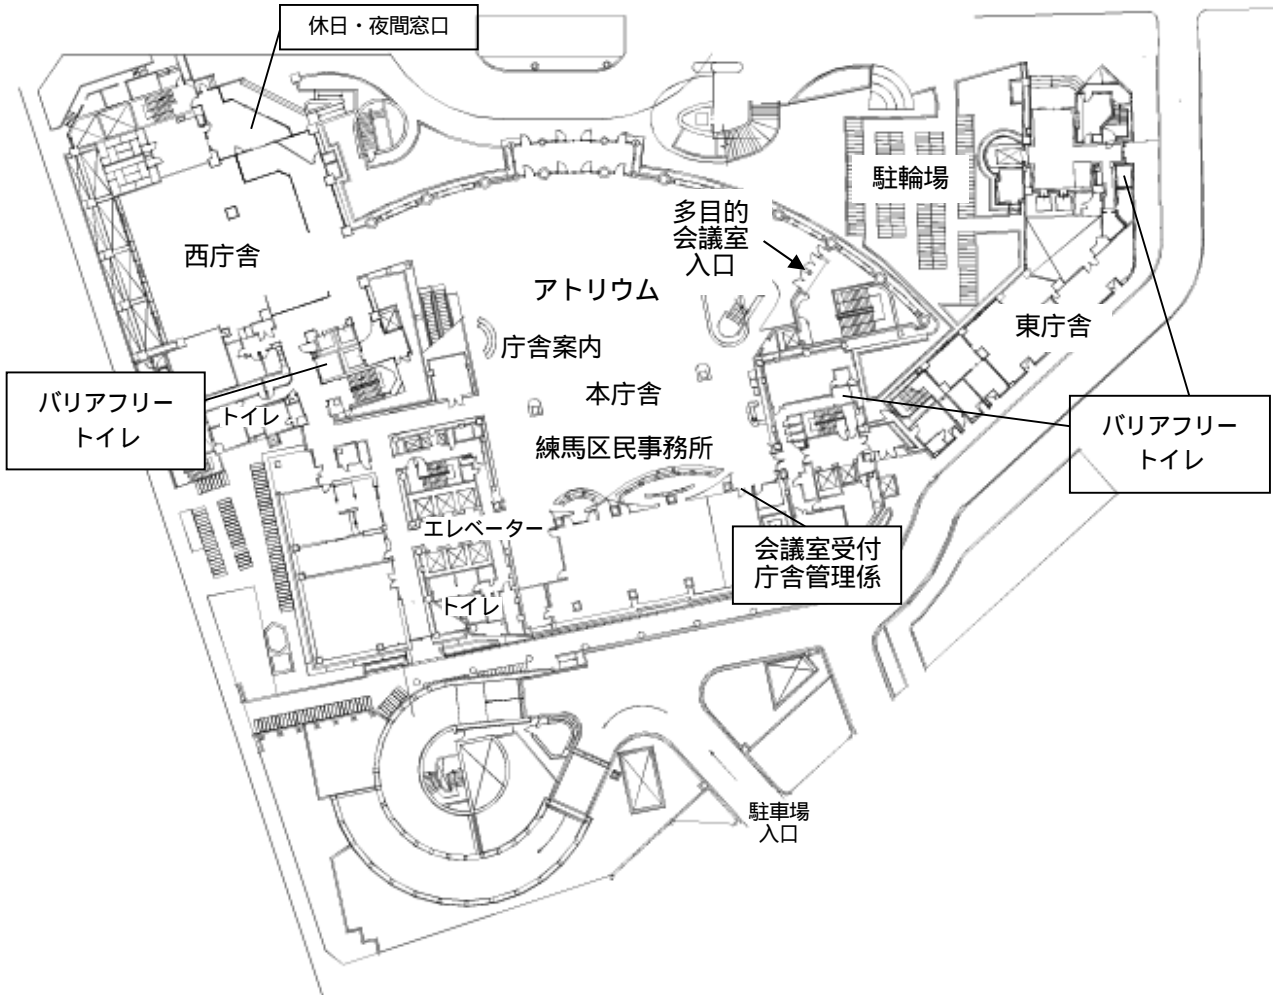 休日・夜間窓口
駐輪場
多目的
会議室
入口
西庁舎
アトリウム
東庁舎
庁舎案内
本庁舎
バリアフリー
トイレ
トイレ
バリアフリー
トイレ
練馬区民事務所
エレベーター
会議室受付
庁舎管理係
トイレ
駐車場
入口